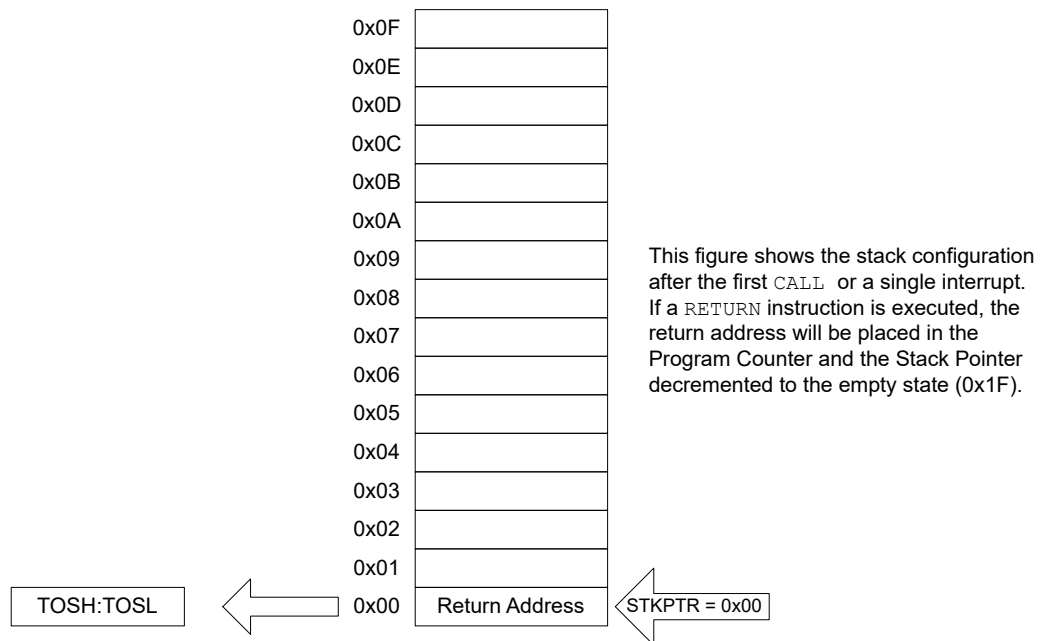 0x0F
0x0E
0x0D
0x0C
0x0B
0x0A
0x09
0x08
0x07
0x06
0x05
0x04
0x03
0x02
0x01
0x00
Return Address
TOSH:TOSL
STKPTR = 0x00
This figure shows the stack configuration
after the first CALL or a single interrupt.
If a RETURN instruction is executed, the
return address will be placed in the
Program Counter and the Stack Pointer
decremented to the empty state (0x1F).